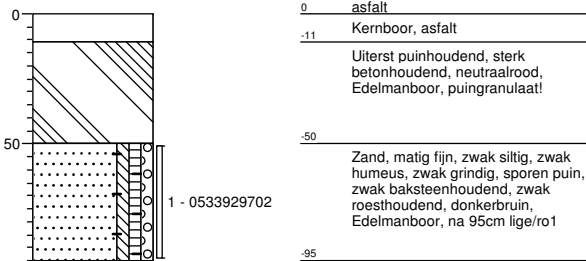 0
50
1 - 0533929702
0 asfalt
Kernboor, asfalt
-11
Uiterst puinhoudend, sterk
betonhoudend, neutraalrood,
Edelmanboor, puingranulaat!
-50
Zand, matig fijn, zwak siltig, zwak
humeus, zwak grindig, sporen puin,
zwak baksteenhoudend, zwak
roesthoudend, donkerbruin,
Edelmanboor, na 95cm lige/ro1
-95